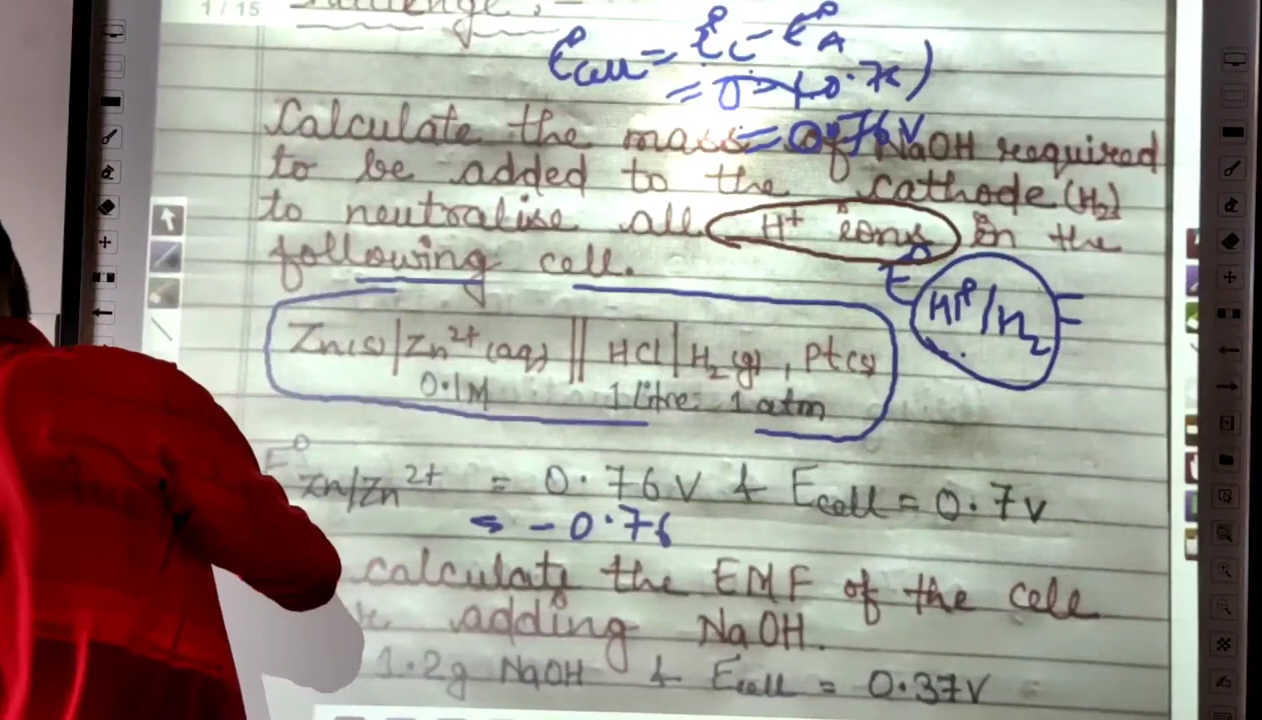 1 / 15
Challenge :-
E°cell = E°C - E°A
= 0 - (-0.76)
= 0.76V
Calculate the mass of NaOH required
to be added to the cathode (H₂)
to neutralise all H⁺ ions in the
following cell.
E° H⁺/H₂ =
Zn(s)|Zn²⁺(aq) || HCl | H₂(g), Pt(s)
0.1M 1 litre 1 atm
E° Zn/Zn²⁺ = 0.76V & Ecell = 0.7V
= -0.76
calculate the EMF of the cell
adding NaOH.
1.2g NaOH & Ecell = 0.37V